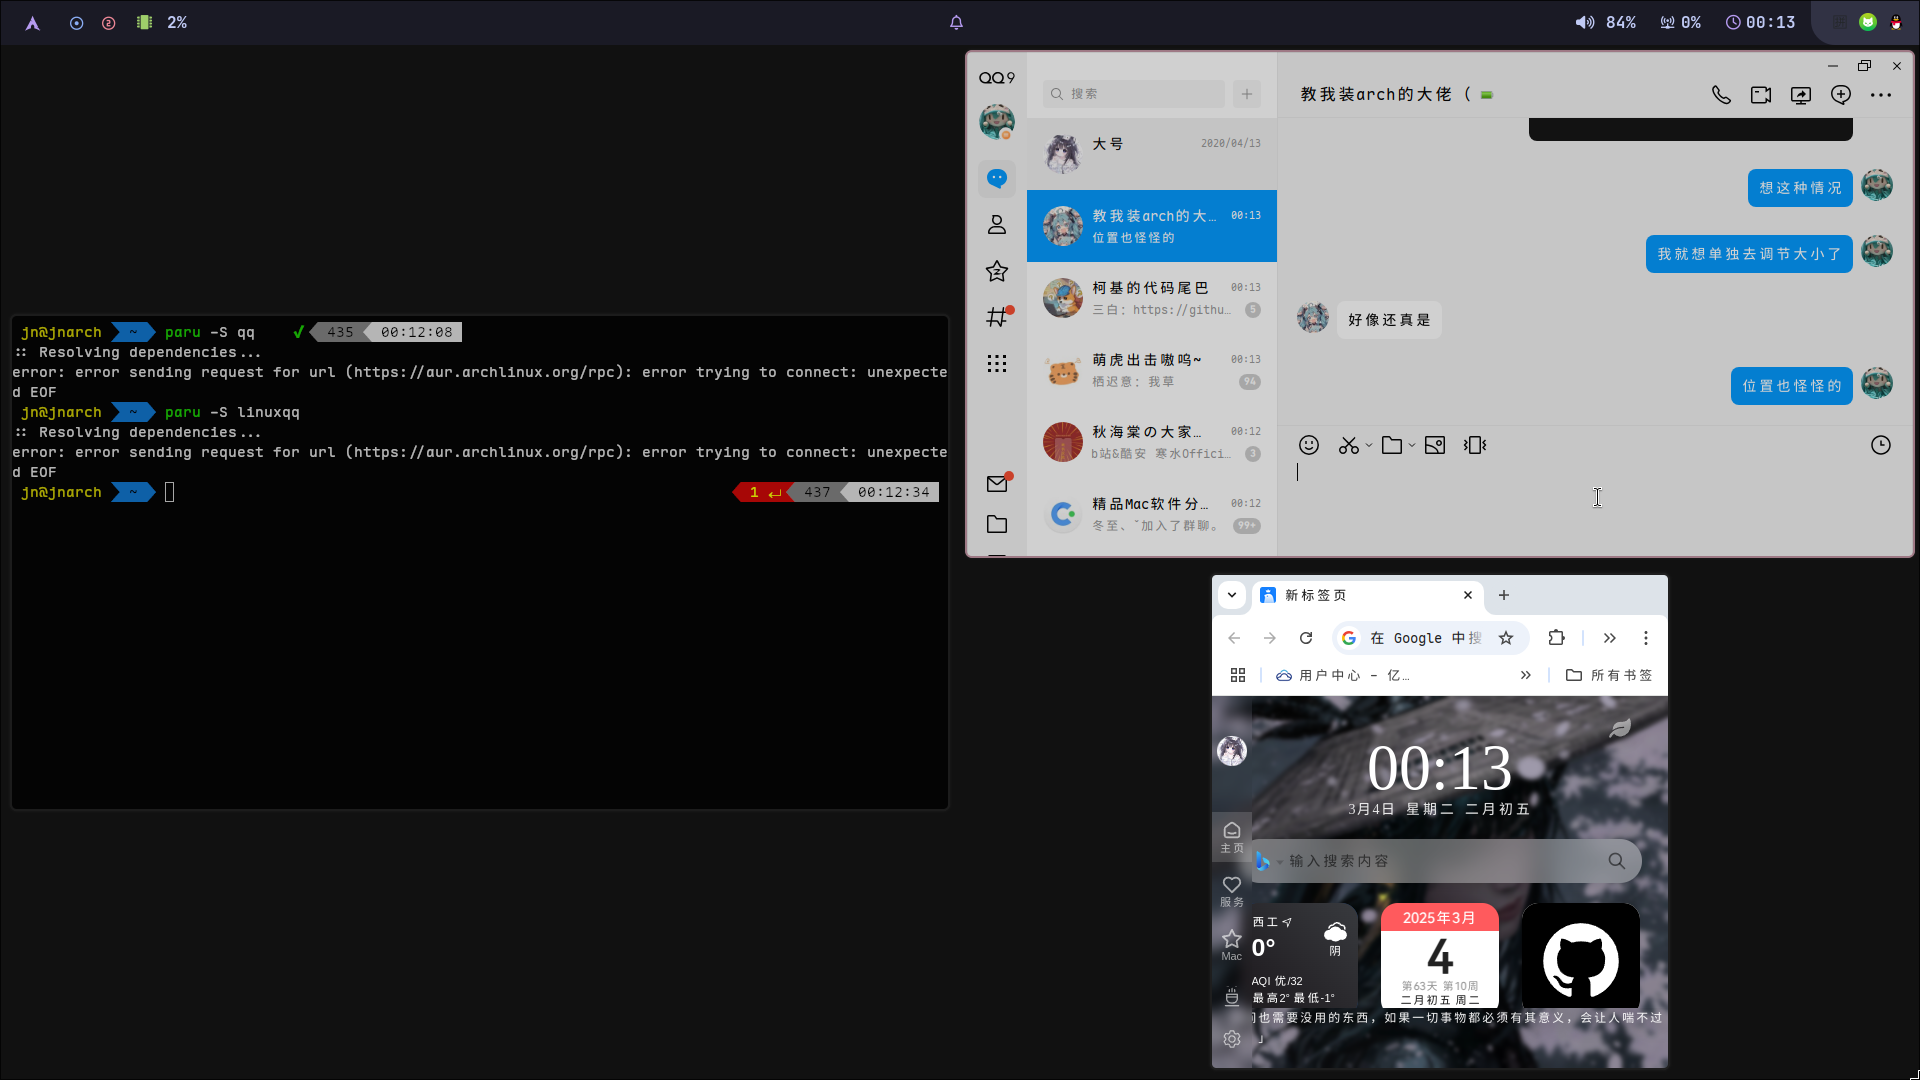 2%
84%
0%
00:13
jn@jnarch ~ paru -S qq ✔ 435 00:12:08
:: Resolving dependencies...
error: error sending request for url (https://aur.archlinux.org/rpc): error trying to connect: unexpecte
d EOF
jn@jnarch ~ paru -S linuxqq
:: Resolving dependencies...
error: error sending request for url (https://aur.archlinux.org/rpc): error trying to connect: unexpecte
d EOF
jn@jnarch ~ 1 ↵ 437 00:12:34
QQ9
搜索
大号 2020/04/13
教我装arch的大… 00:13
位置也怪怪的
柯基的代码尾巴 00:13
三白: https://githu… 5
萌虎出击嗷呜~ 00:13
栖迟意: 我草 94
秋海棠の大家… 00:12
b站&酷安 寒水Offici… 3
精品Mac软件分… 00:12
冬至、ˇ加入了群聊。 99+
教我装arch的大佬（
想这种情况
我就想单独去调节大小了
好像还真是
位置也怪怪的
新标签页
在 Google 中搜
用户中心 - 亿…
所有书签
00:13
3月4日 星期二 二月初五
主页
输入搜索内容
服务
Mac
西工
0°
阴
AQI 优/32
最高2° 最低-1°
2025年3月
4
第63天 第10周
二月初五 周二
也需要没用的东西，如果一切事物都必须有其意义，会让人喘不过
」